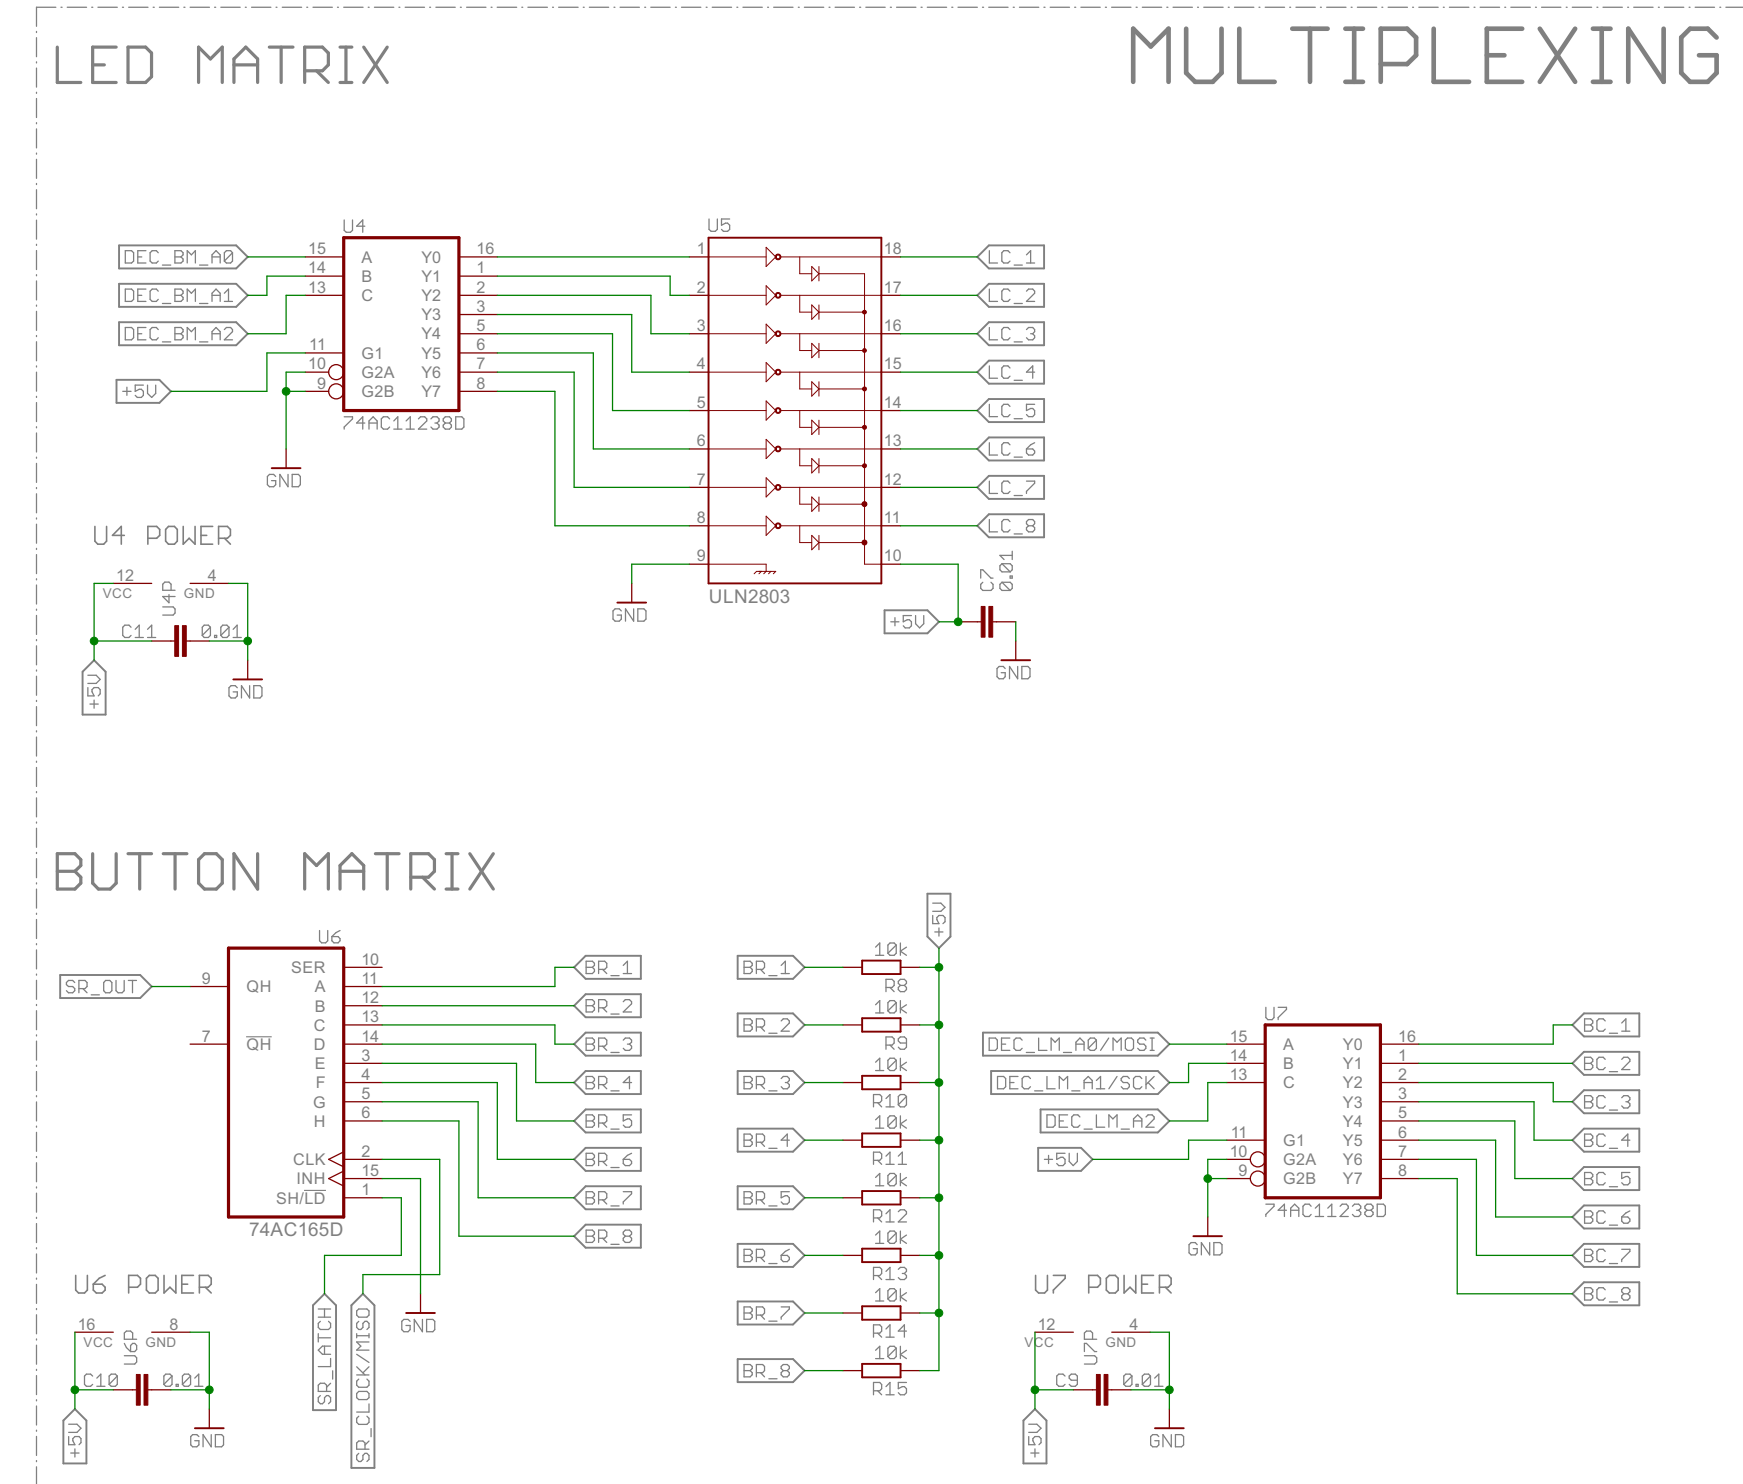 LED MATRIX
MULTIPLEXING
U4
DEC_BM_A0
DEC_BM_A1
DEC_BM_A2
+5V
15 A Y0 16
14 B Y1 1
13 C Y2 2
Y3 3
Y4 5
11 G1 Y5 6
10 G2A Y6 7
9 G2B Y7 8
74AC11238D
GND
U5
1 18 LC_1
2 17 LC_2
3 16 LC_3
4 15 LC_4
5 14 LC_5
6 13 LC_6
7 12 LC_7
8 11 LC_8
9 10
ULN2803
GND
+5V
C7
0.01
GND
U4 POWER
12 4
VCC U4P GND
C11 0.01
+5V
GND
BUTTON MATRIX
U6
SR_OUT
9 QH
7 QH
SER 10
A 11
B 12
C 13
D 14
E 3
F 4
G 5
H 6
CLK 2
INH 15
SH/LD 1
74AC165D
BR_1
BR_2
BR_3
BR_4
BR_5
BR_6
BR_7
BR_8
SR_LATCH
SR_CLOCK/MISO
GND
U6 POWER
16 8
VCC U6P GND
C10 0.01
+5V
GND
+5V
BR_1 10k R8
BR_2 10k R9
BR_3 10k R10
BR_4 10k R11
BR_5 10k R12
BR_6 10k R13
BR_7 10k R14
BR_8 10k R15
U7
DEC_LM_A0/MOSI
DEC_LM_A1/SCK
DEC_LM_A2
+5V
15 A Y0 16
14 B Y1 1
13 C Y2 2
Y3 3
Y4 5
11 G1 Y5 6
10 G2A Y6 7
9 G2B Y7 8
74AC11238D
GND
BC_1
BC_2
BC_3
BC_4
BC_5
BC_6
BC_7
BC_8
U7 POWER
12 4
VCC U7P GND
C9 0.01
+5V
GND